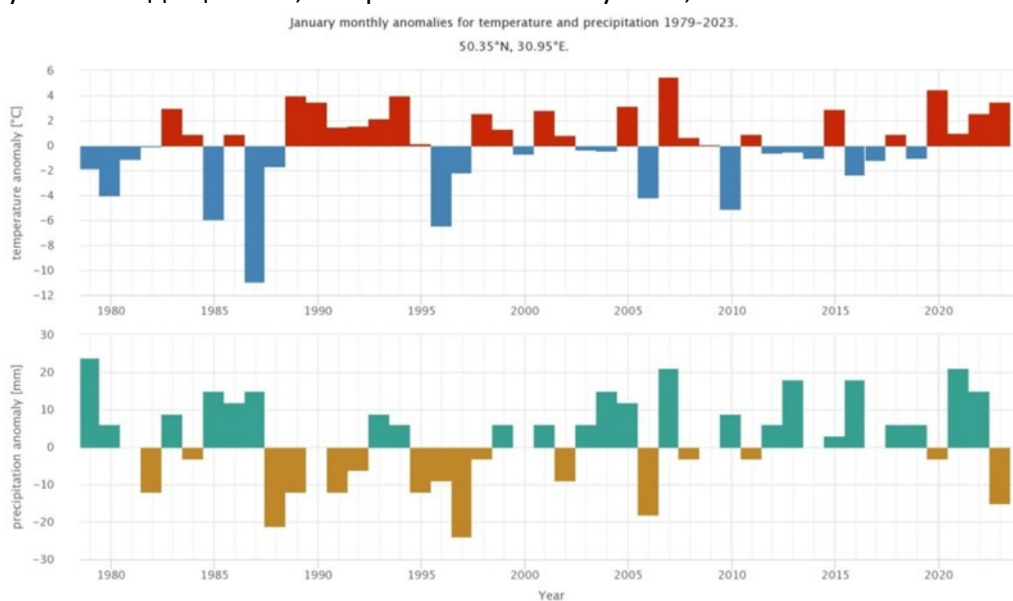 January monthly anomalies for temperature and precipitation 1979-2023.
50.35°N, 30.95°E.
temperature anomaly [°C]
6
4
2
0
-2
-4
-6
-8
-10
-12
1980 1985 1990 1995 2000 2005 2010 2015 2020
precipitation anomaly [mm]
30
20
10
0
-10
-20
-30
1980 1985 1990 1995 2000 2005 2010 2015 2020
Year